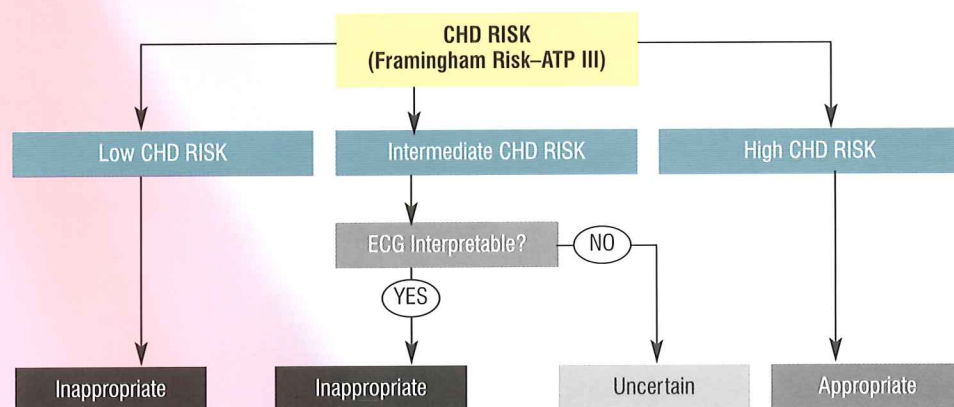 CHD RISK
(Framingham Risk–ATP III)
Low CHD RISK
Intermediate CHD RISK
High CHD RISK
ECG Interpretable?
NO
YES
Inappropriate
Inappropriate
Uncertain
Appropriate